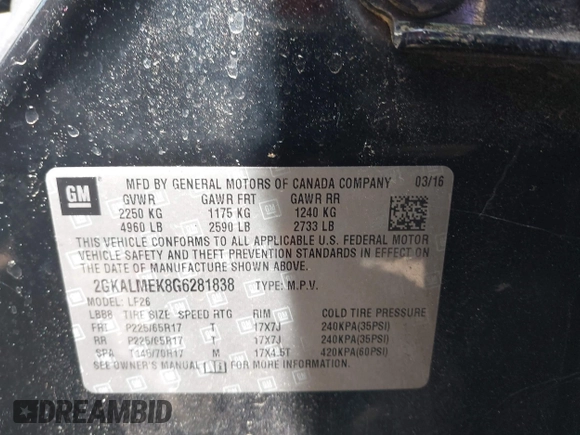 GM
MFD BY GENERAL MOTORS OF CANADA COMPANY 03/16
GVWR GAWR FRT GAWR RR
2250 KG 1175 KG 1240 KG
4960 LB 2590 LB 2733 LB
THIS VEHICLE CONFORMS TO ALL APPLICABLE U.S. FEDERAL MOTOR
VEHICLE SAFETY AND THEFT PREVENTION STANDARDS IN EFFECT ON
THE DATE OF MANUFACTURE SHOWN ABOVE.
2GKALMEK8G6281838 TYPE: M.P.V.
MODEL: LF26
LBBB TIRE SIZE SPEED RTG RIM COLD TIRE PRESSURE
FRT P225/65R17 T 17X7J 240KPA(35PSI)
RR P225/65R17 T 17X7J 240KPA(35PSI)
SPA T145/70R17 M 17X4.5T 420KPA(60PSI)
SEE OWNER'S MANUAL FOR MORE INFORMATION.
DREAMBID